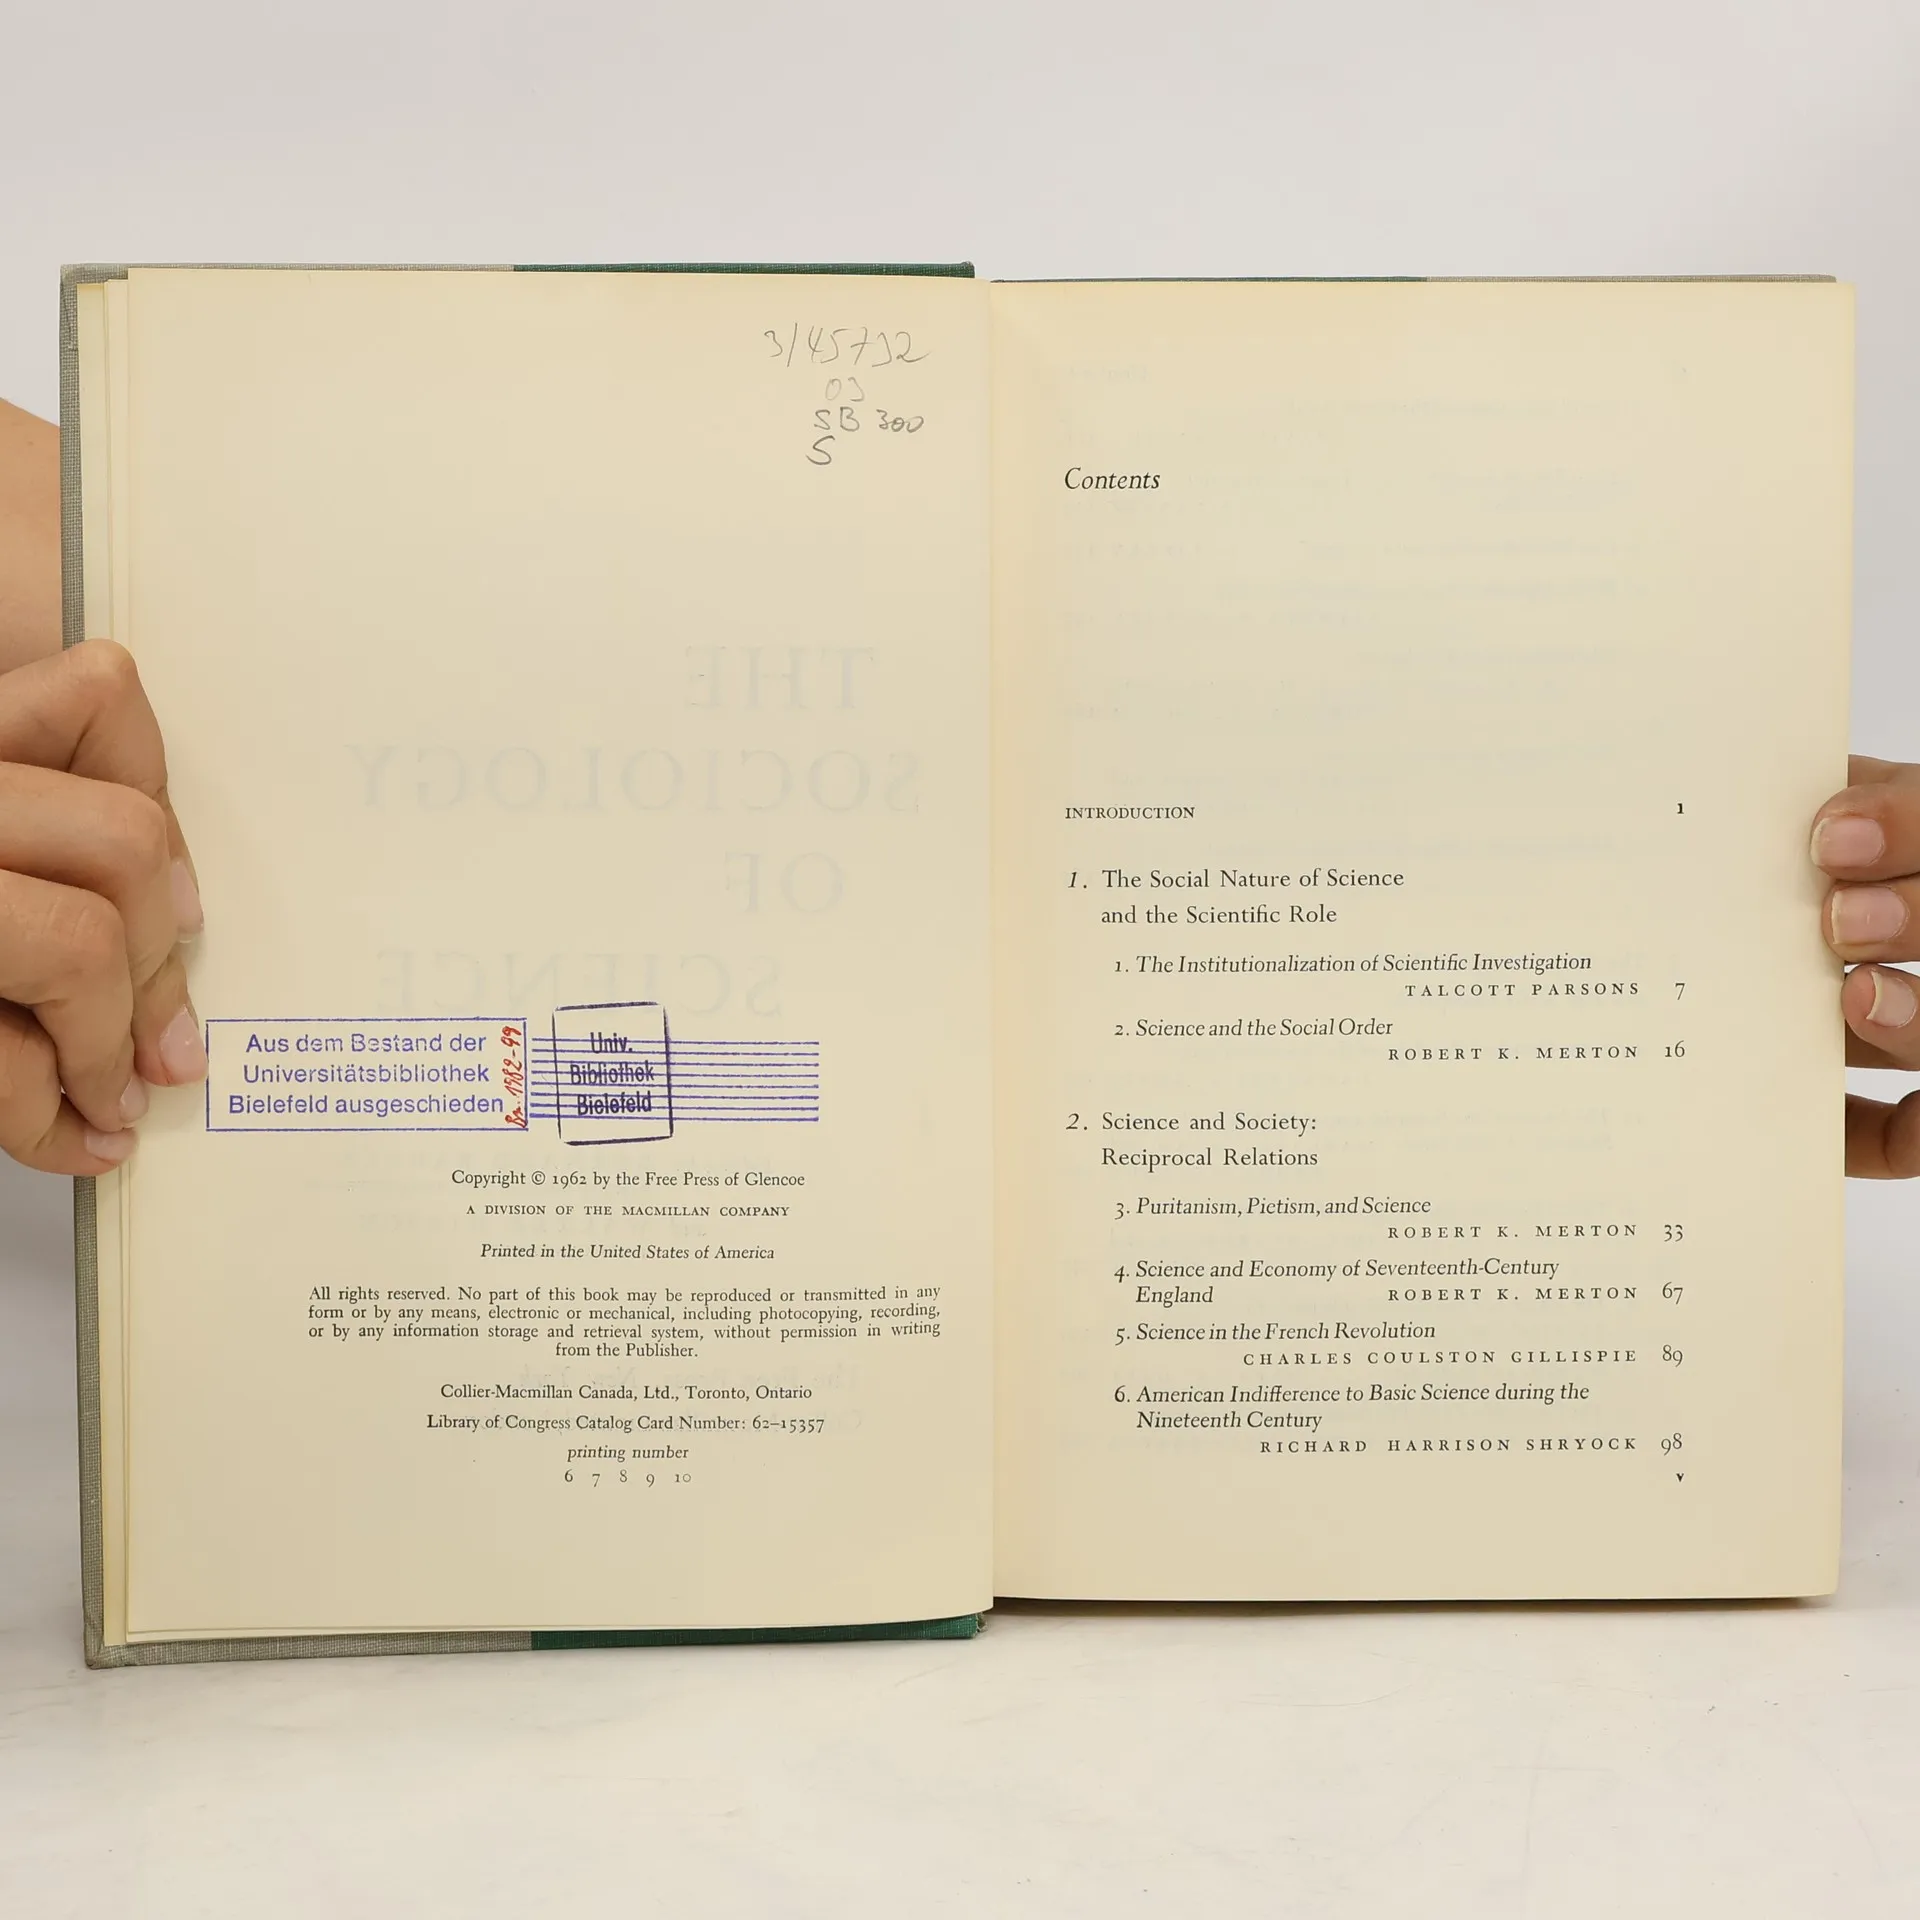 3/45732
03
SB 300
S
THE
SOCIOLOGY
OF
SCIENCE
Aus dem Bestand der
Universitätsbibliothek
Bielefeld ausgeschieden
Univ.
Bibliothek
Bielefeld
Copyright © 1962 by the Free Press of Glencoe
A DIVISION OF THE MACMILLAN COMPANY
Printed in the United States of America
All rights reserved. No part of this book may be reproduced or transmitted in any
form or by any means, electronic or mechanical, including photocopying, recording,
or by any information storage and retrieval system, without permission in writing
from the Publisher.
Collier-Macmillan Canada, Ltd., Toronto, Ontario
Library of Congress Catalog Card Number: 62–15357
printing number
6 7 8 9 10
Contents
INTRODUCTION 1
1. The Social Nature of Science
and the Scientific Role
1. The Institutionalization of Scientific Investigation
TALCOTT PARSONS 7
2. Science and the Social Order
ROBERT K. MERTON 16
2. Science and Society:
Reciprocal Relations
3. Puritanism, Pietism, and Science
ROBERT K. MERTON 33
4. Science and Economy of Seventeenth-Century
England ROBERT K. MERTON 67
5. Science in the French Revolution
CHARLES COULSTON GILLISPIE 89
6. American Indifference to Basic Science during the
Nineteenth Century
RICHARD HARRISON SHRYOCK 98
v